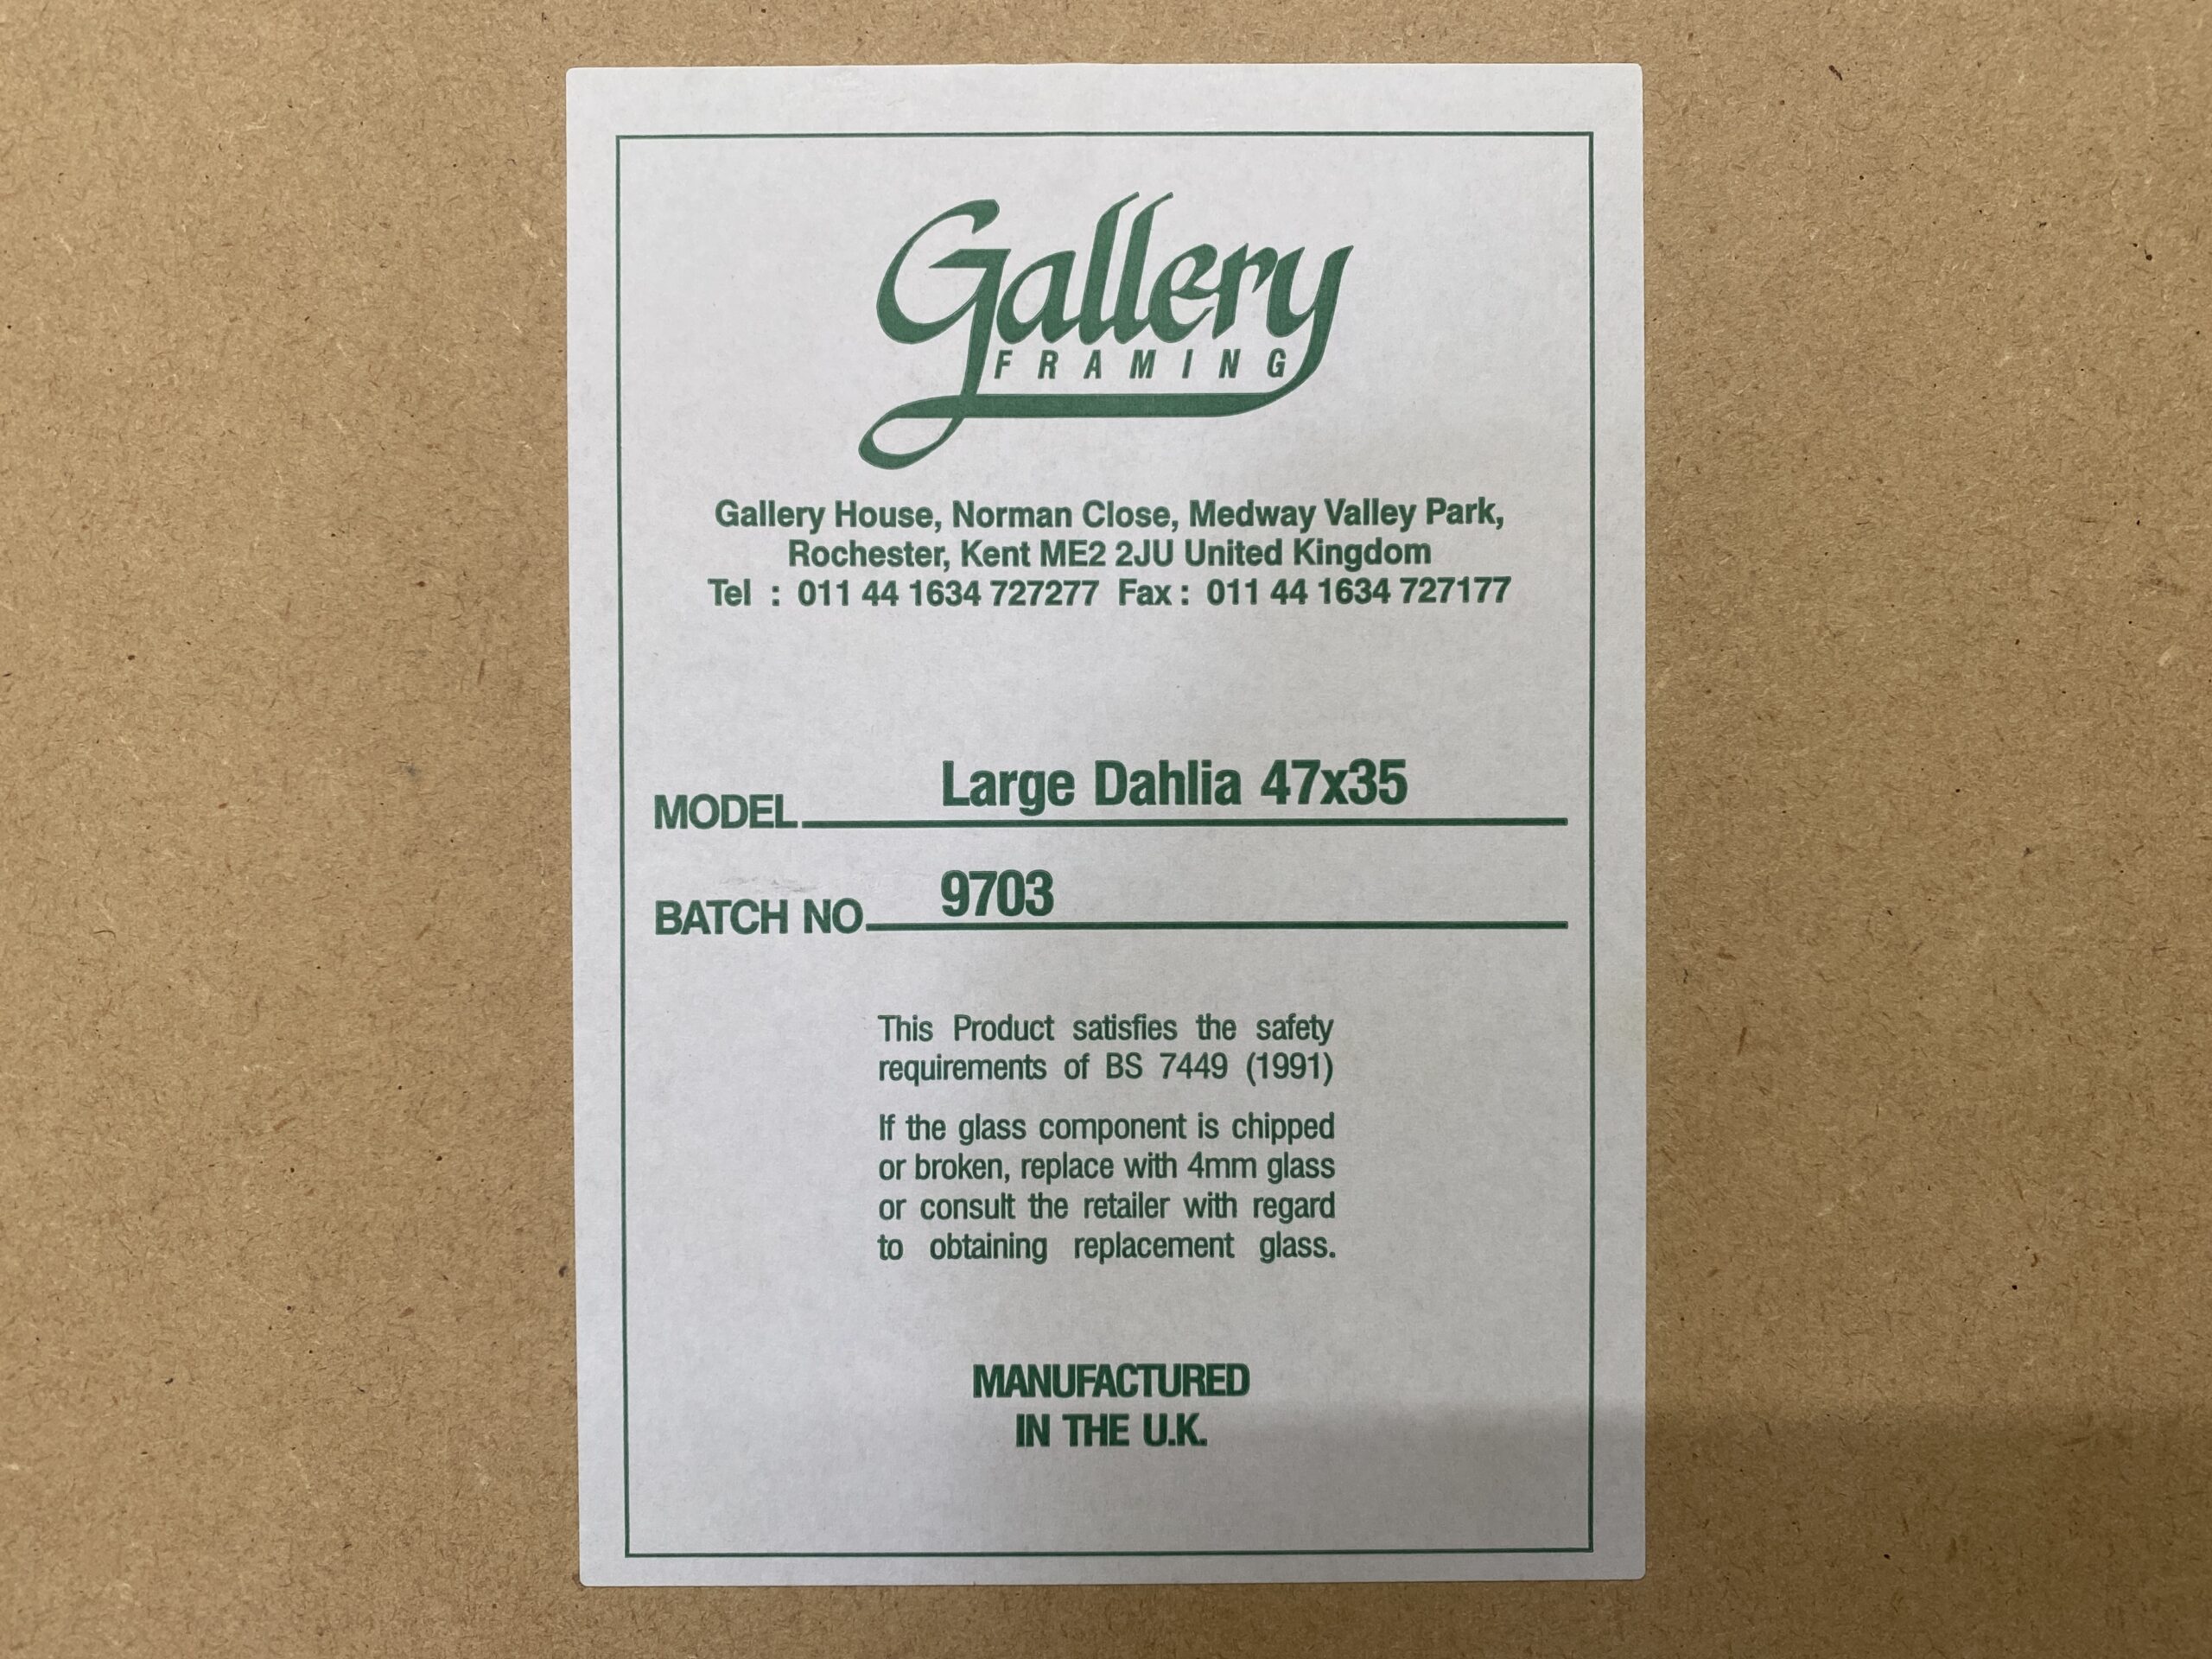 Gallery
FRAMING
Gallery House, Norman Close, Medway Valley Park,
Rochester, Kent ME2 2JU United Kingdom
Tel : 011 44 1634 727277 Fax : 011 44 1634 727177
MODEL Large Dahlia 47x35
BATCH NO 9703
This Product satisfies the safety
requirements of BS 7449 (1991)
If the glass component is chipped
or broken, replace with 4mm glass
or consult the retailer with regard
to obtaining replacement glass.
MANUFACTURED
IN THE U.K.